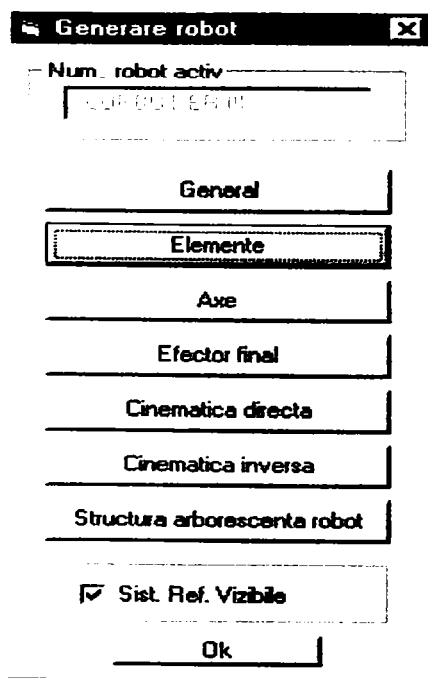 Generare robot
Num_ robot activ
General
Elemente
Axe
Efector final
Cinematica directa
Cinematica inversa
Structura arborescenta robot
Sist. Ref. Vizibile
Ok